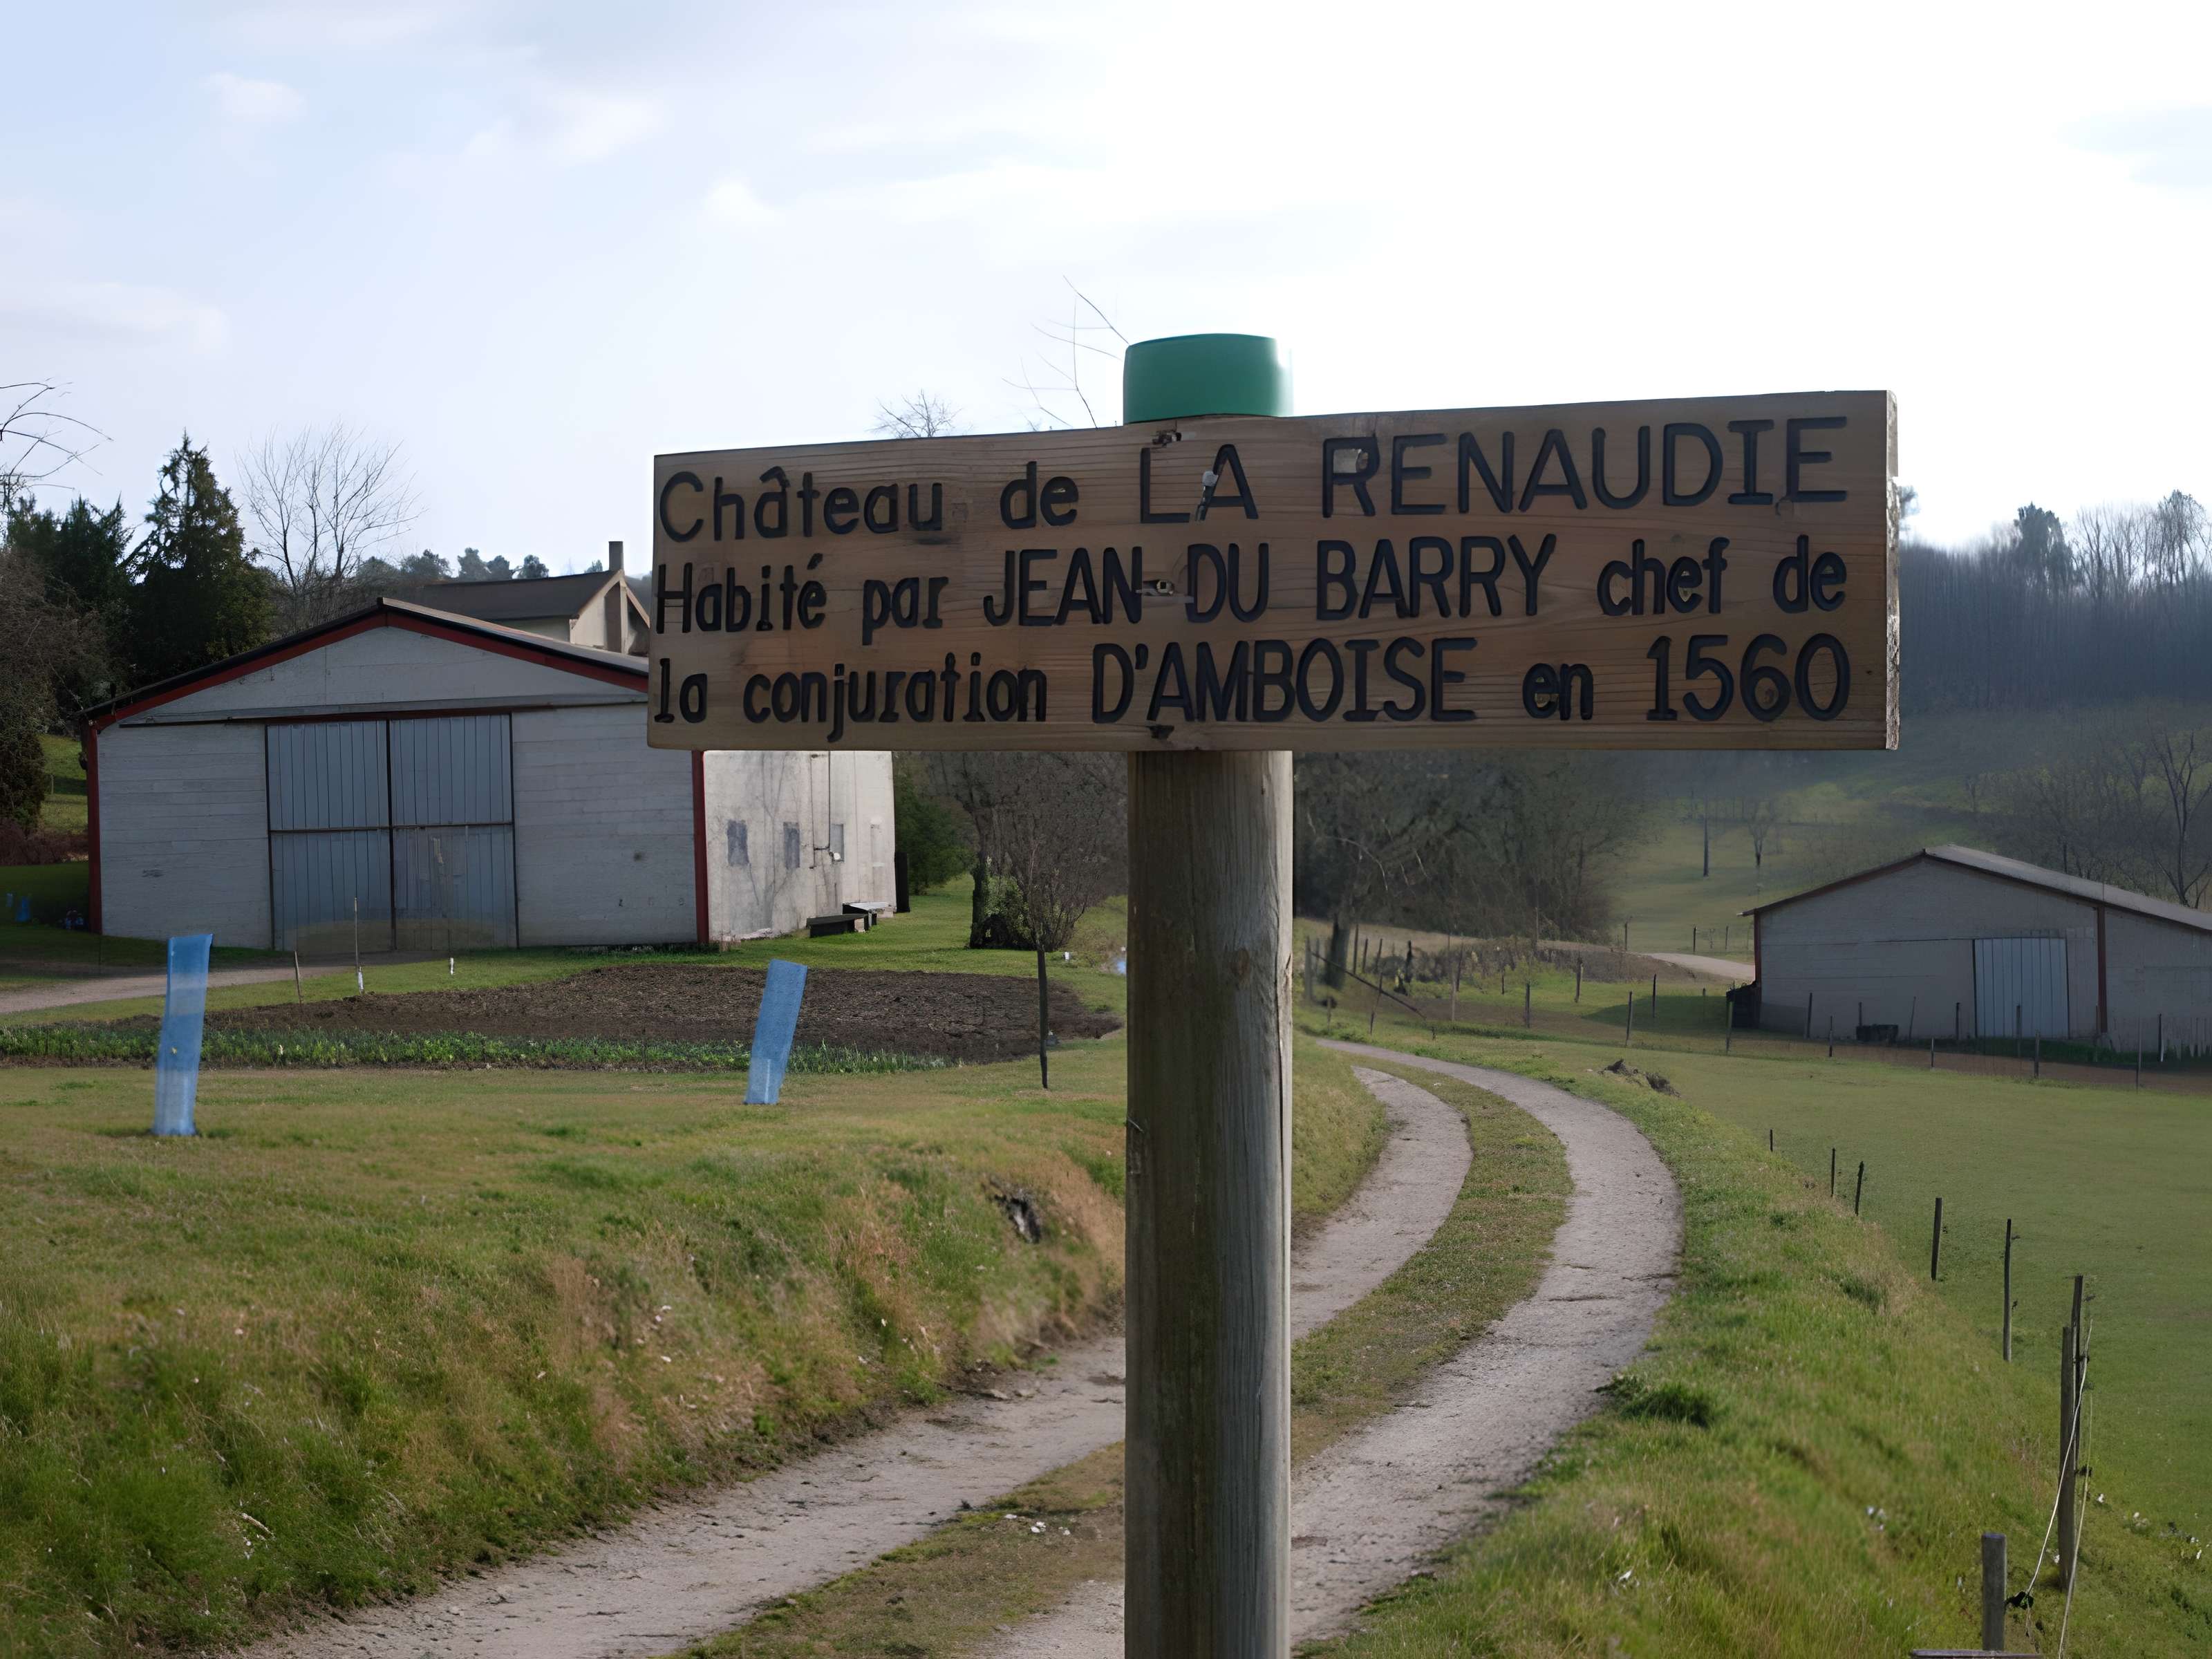 Château de LA RENAUDIE
Habité par JEAN DU BARRY chef de
la conjuration D'AMBOISE en 1560